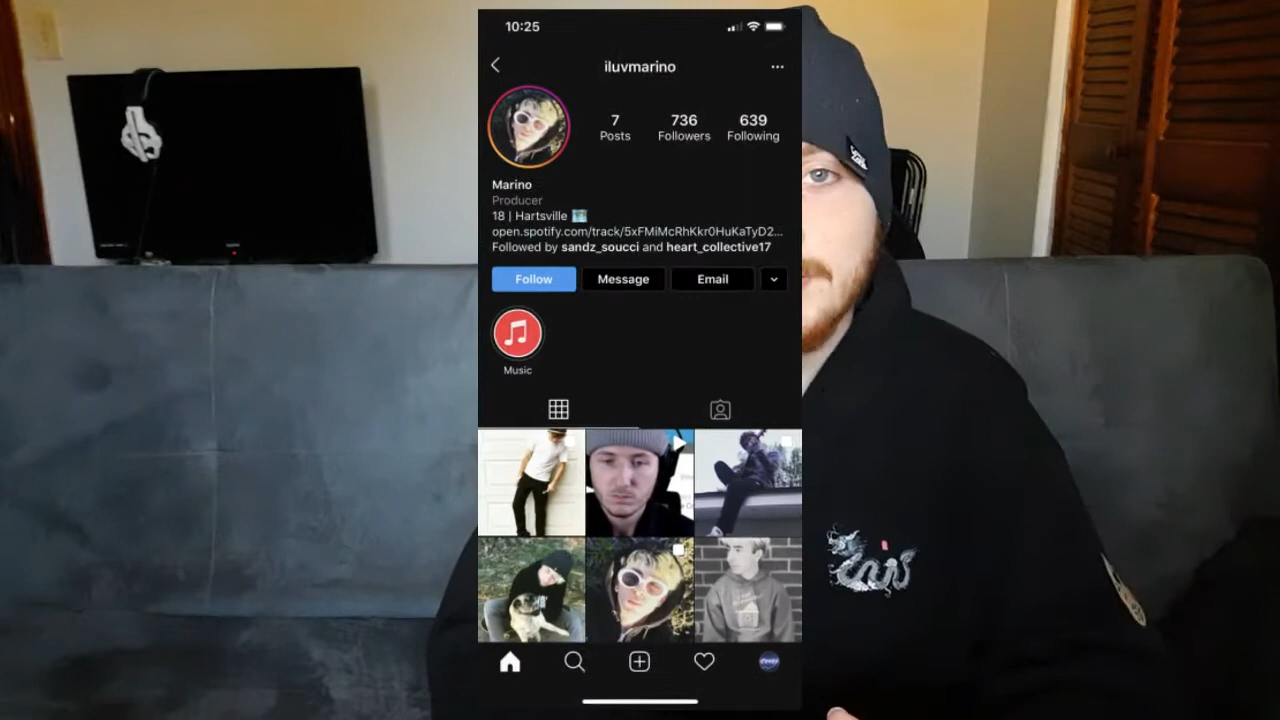 10:25
iluvmarino
7 736 639
Posts Followers Following
Marino
Producer
18 | Hartsville
open.spotify.com/track/5xFMiMcRhKkr0HuKaTyD2...
Followed by sandz_soucci and heart_collective17
Follow Message Email
Music